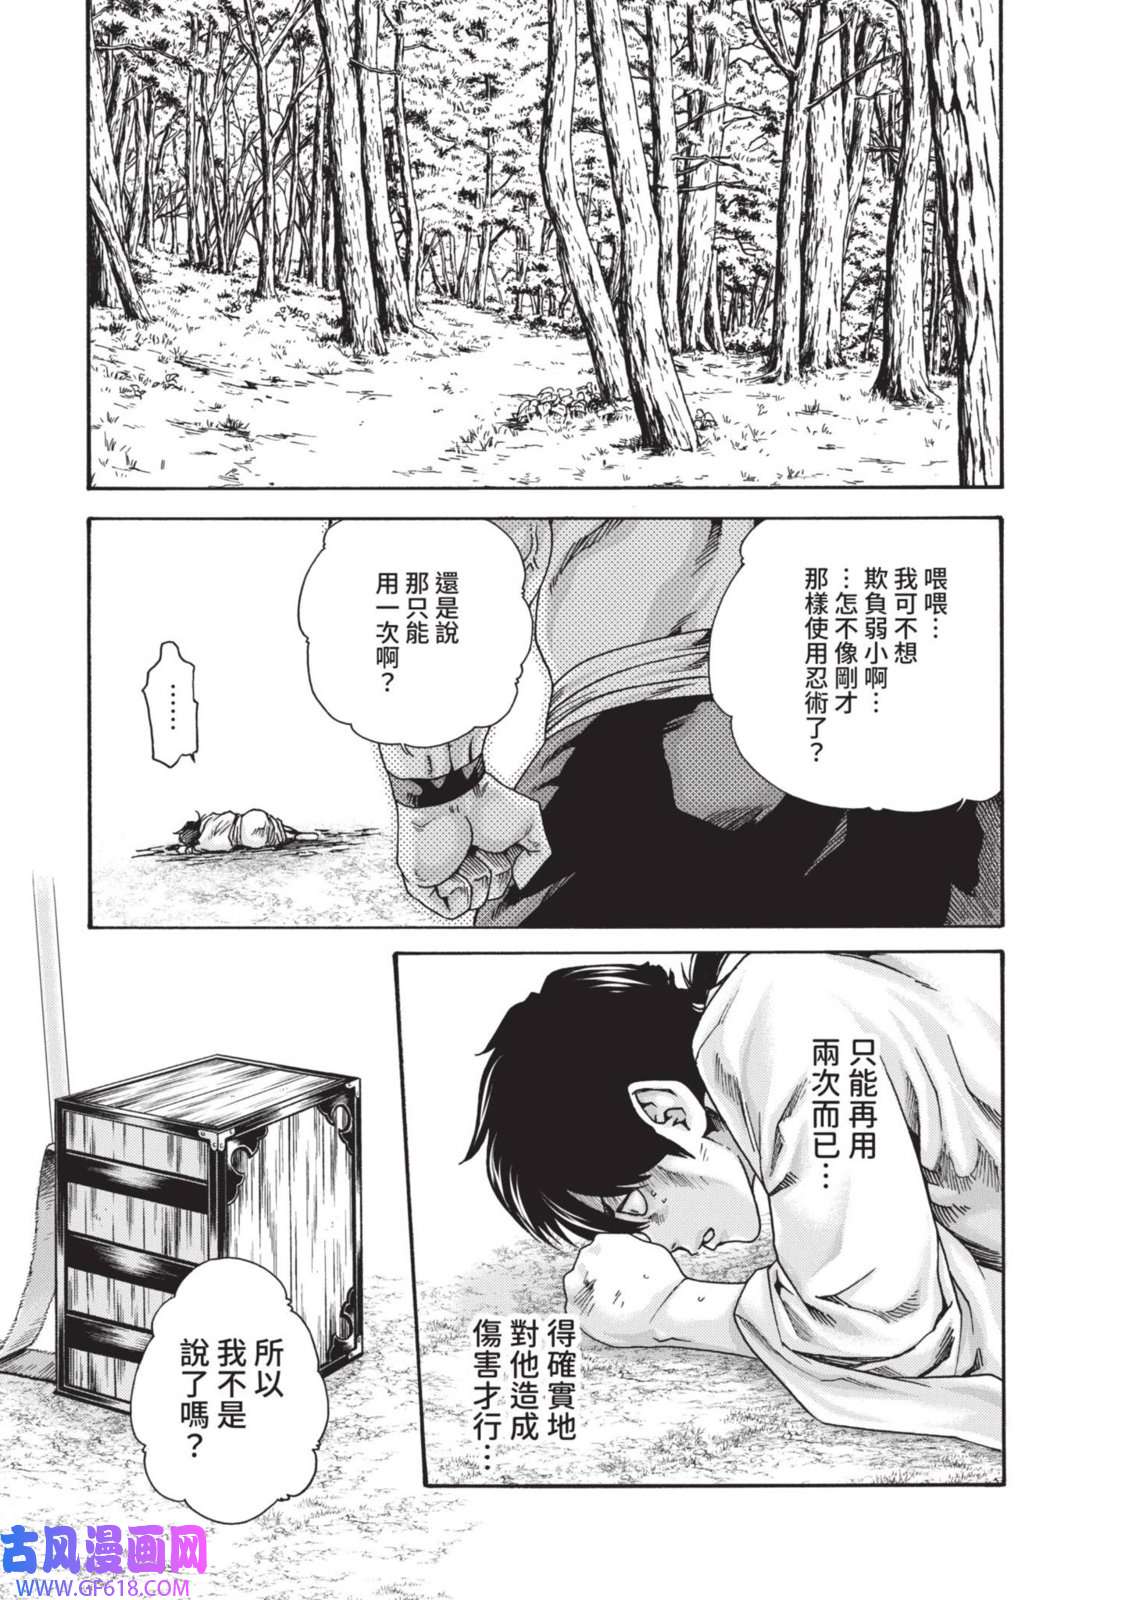 喂喂…
我可不想
欺負弱小啊…
…怎不像剛才
那樣使用忍術了？
還是說
那只能
用一次啊？
……
只能再用
兩次而已…
得確實地
對他造成
傷害才行…
所以
我不是
說了嗎？
古风漫画网
WWW.GF618.COM